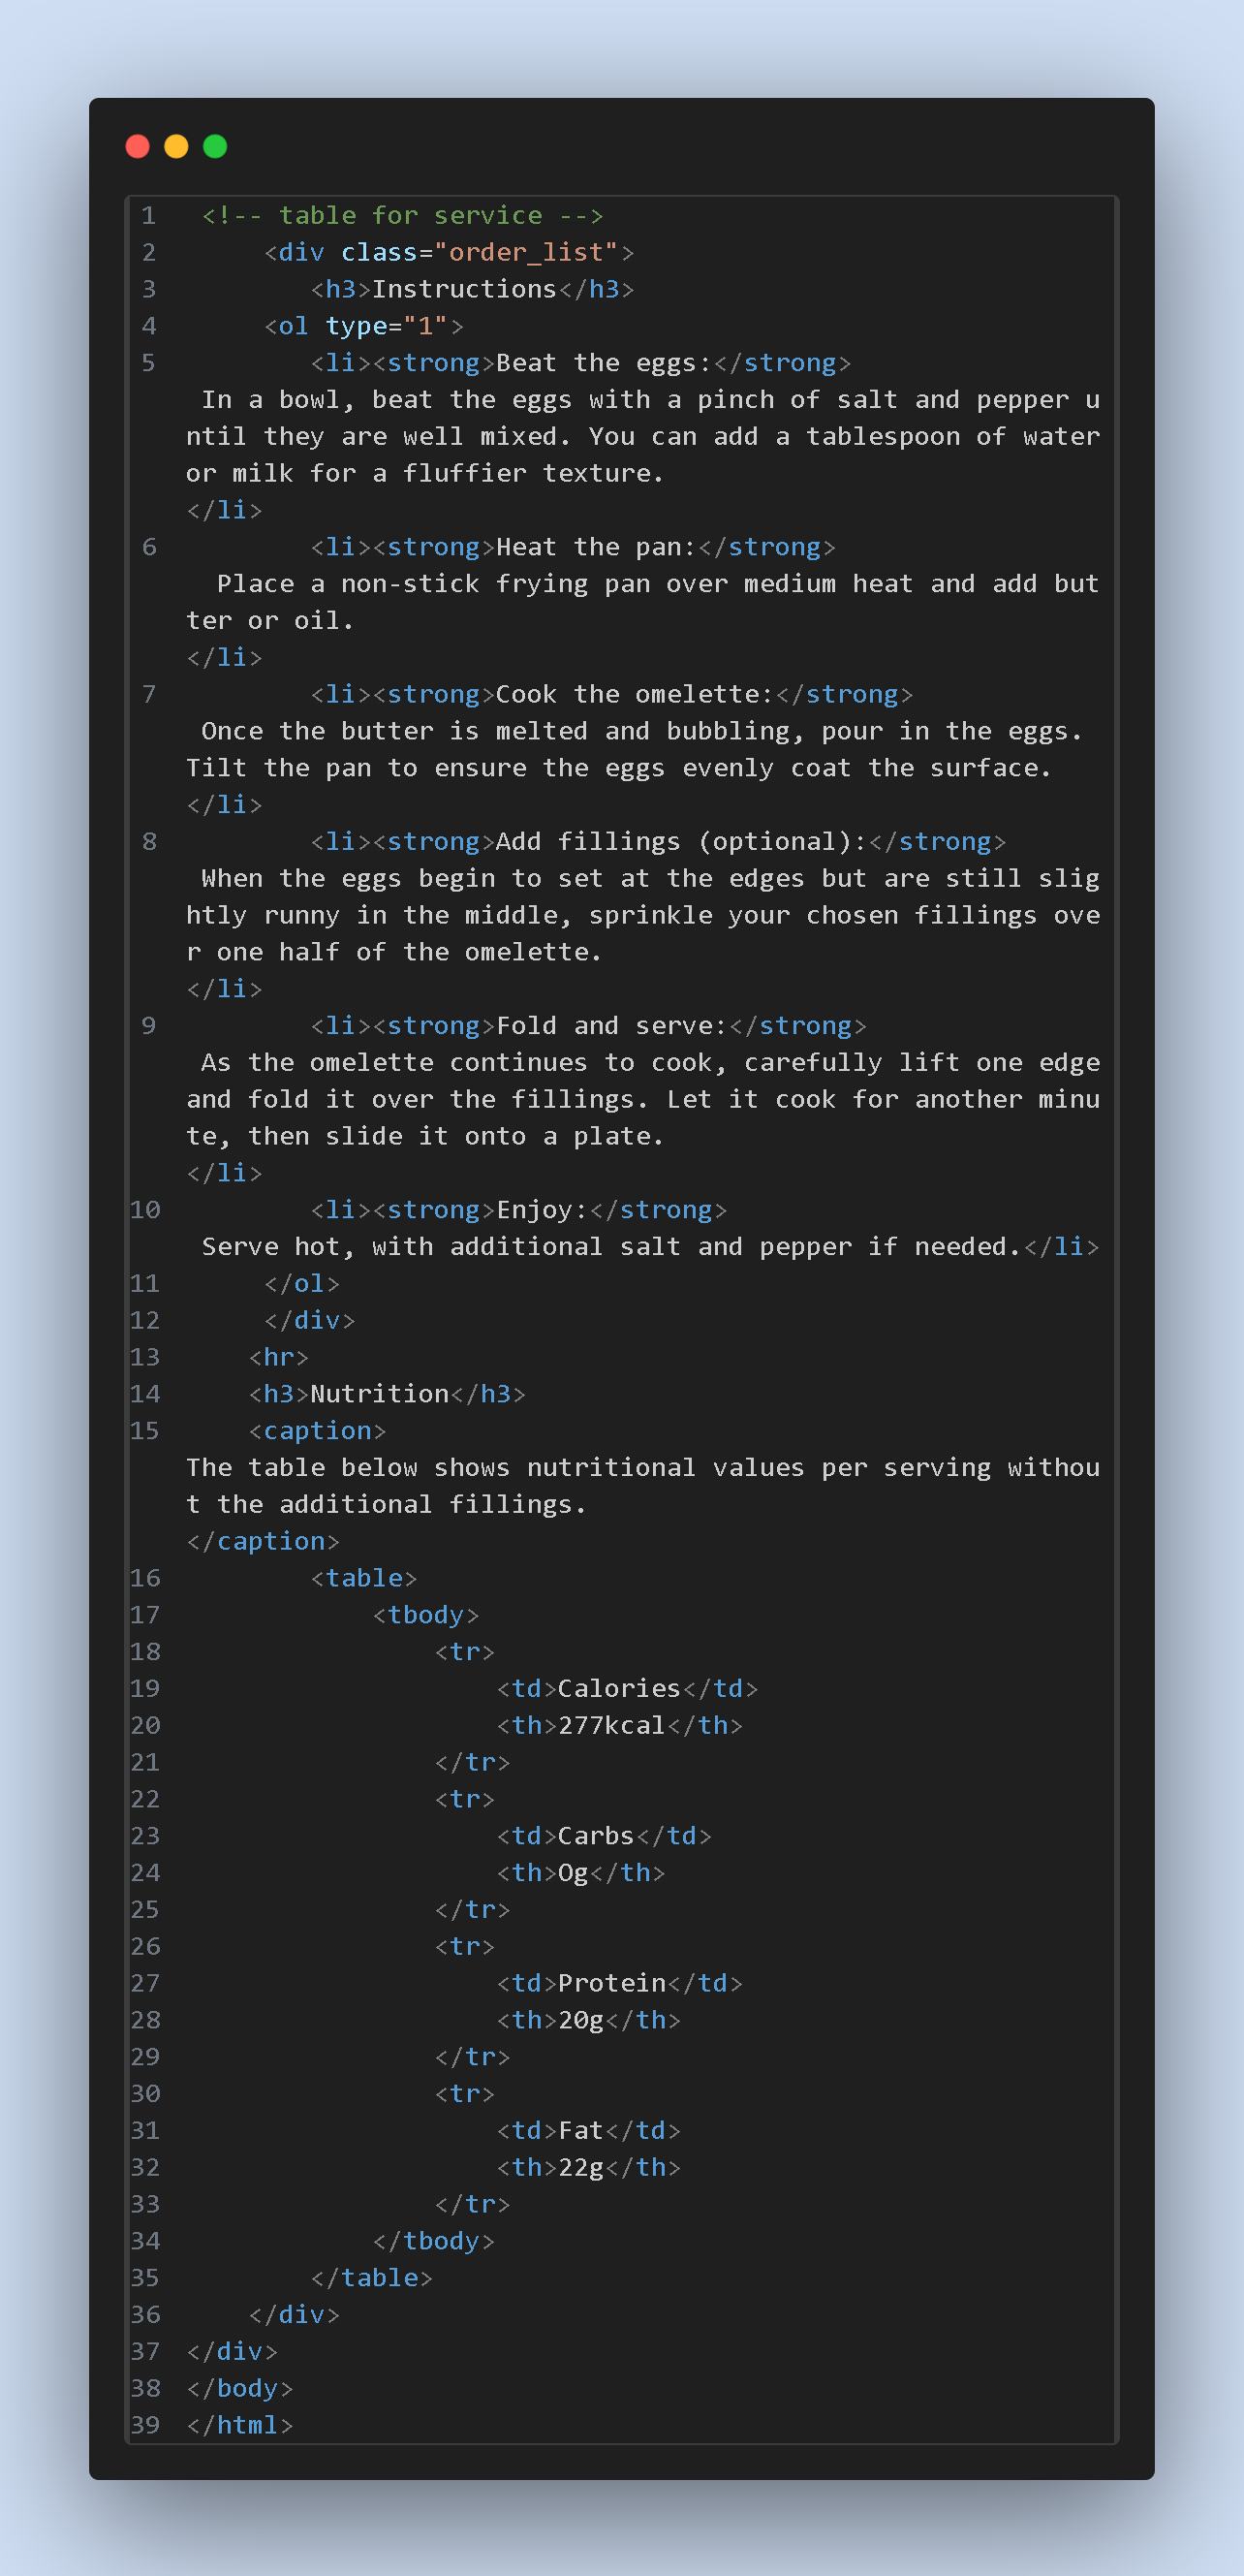 1 <!-- table for service -->
2 <div class="order_list">
3 <h3>Instructions</h3>
4 <ol type="1">
5 <li><strong>Beat the eggs:</strong>
In a bowl, beat the eggs with a pinch of salt and pepper u
ntil they are well mixed. You can add a tablespoon of water
or milk for a fluffier texture.
</li>
6 <li><strong>Heat the pan:</strong>
Place a non-stick frying pan over medium heat and add but
ter or oil.
</li>
7 <li><strong>Cook the omelette:</strong>
Once the butter is melted and bubbling, pour in the eggs.
Tilt the pan to ensure the eggs evenly coat the surface.
</li>
8 <li><strong>Add fillings (optional):</strong>
When the eggs begin to set at the edges but are still slig
htly runny in the middle, sprinkle your chosen fillings ove
r one half of the omelette.
</li>
9 <li><strong>Fold and serve:</strong>
As the omelette continues to cook, carefully lift one edge
and fold it over the fillings. Let it cook for another minu
te, then slide it onto a plate.
</li>
10 <li><strong>Enjoy:</strong>
Serve hot, with additional salt and pepper if needed.</li>
11 </ol>
12 </div>
13 <hr>
14 <h3>Nutrition</h3>
15 <caption>
The table below shows nutritional values per serving withou
t the additional fillings.
</caption>
16 <table>
17 <tbody>
18 <tr>
19 <td>Calories</td>
20 <th>277kcal</th>
21 </tr>
22 <tr>
23 <td>Carbs</td>
24 <th>Og</th>
25 </tr>
26 <tr>
27 <td>Protein</td>
28 <th>20g</th>
29 </tr>
30 <tr>
31 <td>Fat</td>
32 <th>22g</th>
33 </tr>
34 </tbody>
35 </table>
36 </div>
37 </div>
38 </body>
39 </html>